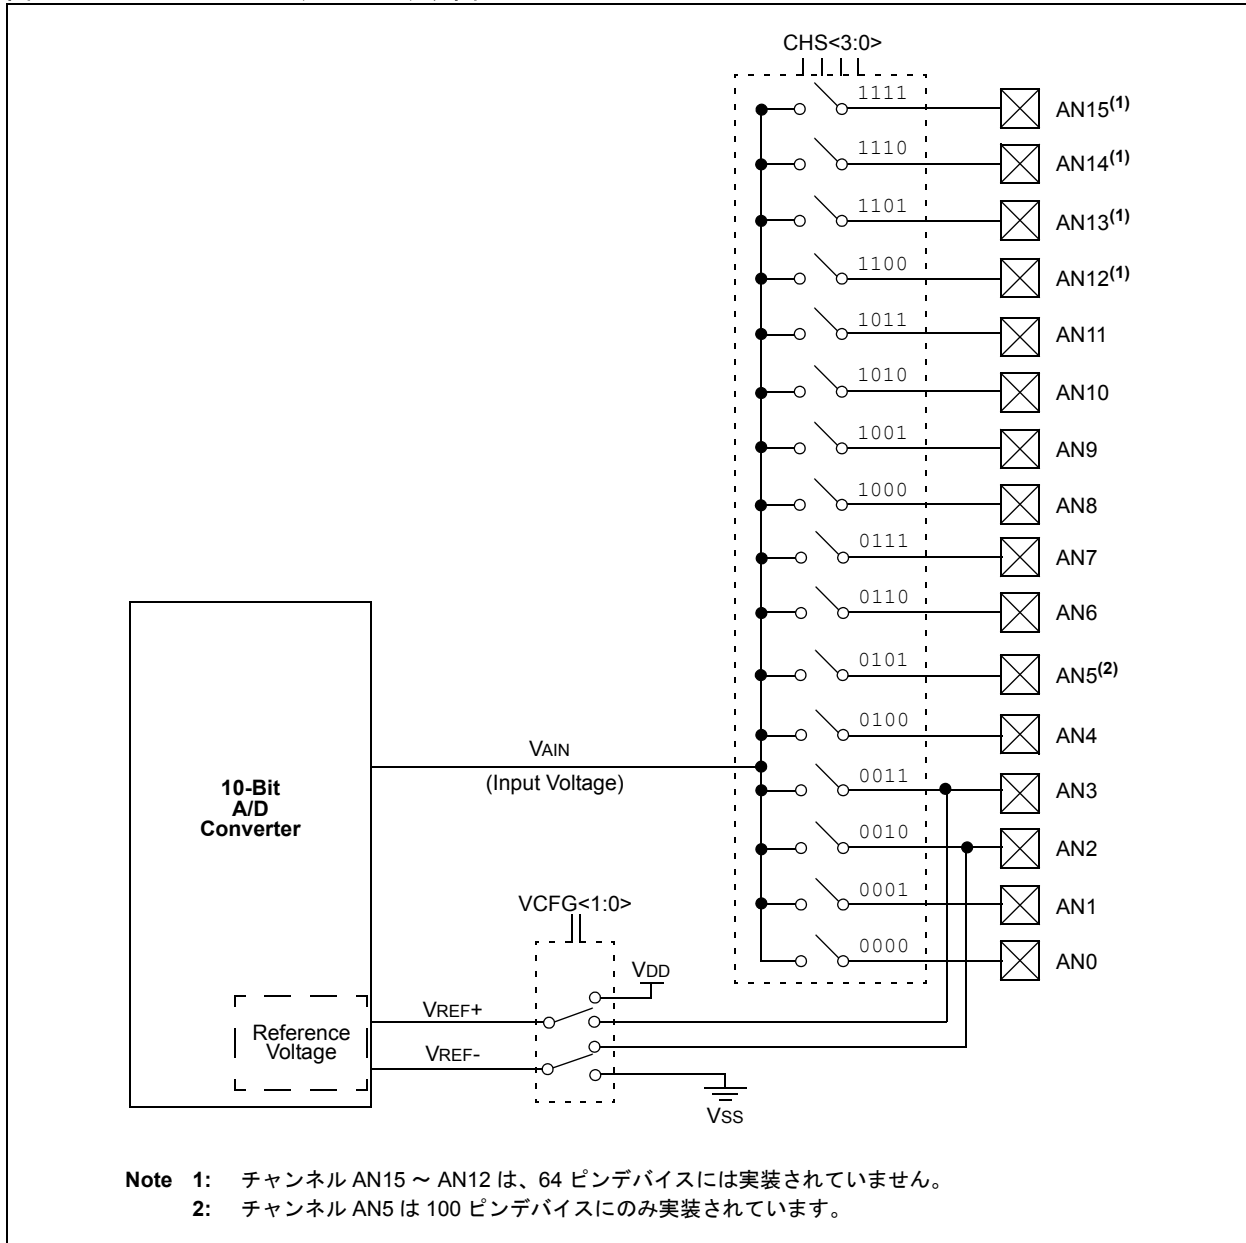 CHS<3:0>
1111 AN15(1)
1110 AN14(1)
1101 AN13(1)
1100 AN12(1)
1011 AN11
1010 AN10
1001 AN9
1000 AN8
0111 AN7
0110 AN6
0101 AN5(2)
0100 AN4
0011 AN3
0010 AN2
0001 AN1
0000 AN0
VAIN
(Input Voltage)
10-Bit
A/D
Converter
VCFG<1:0>
VDD
VREF+
Reference
Voltage
VREF-
VSS
Note 1: チャンネル AN15 ～ AN12 は、64 ピンデバイスには実装されていません。
2: チャンネル AN5 は 100 ピンデバイスにのみ実装されています。